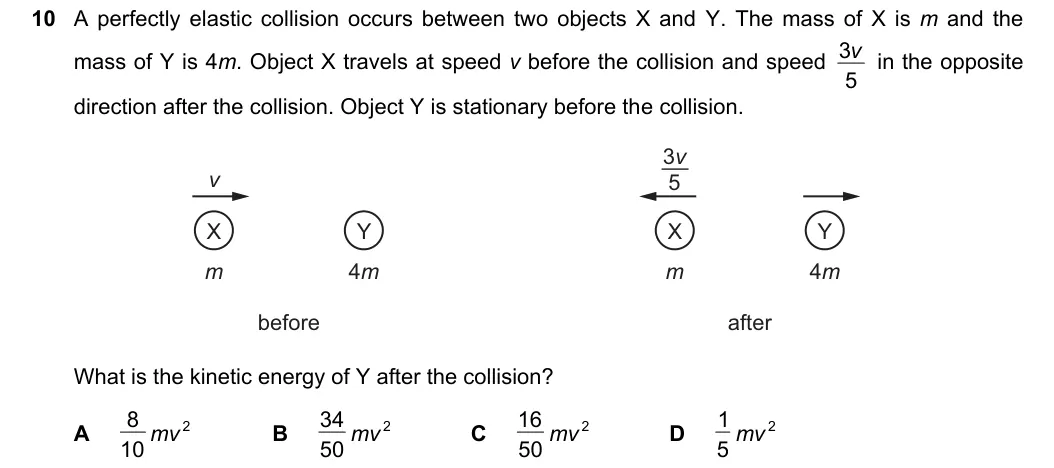 10 A perfectly elastic collision occurs between two objects X and Y. The mass of X is m and the
mass of Y is 4m. Object X travels at speed v before the collision and speed 3v/5 in the opposite
direction after the collision. Object Y is stationary before the collision.
3v/5
v
X Y X Y
m 4m m 4m
before after
What is the kinetic energy of Y after the collision?
A 8/10 mv² B 34/50 mv² C 16/50 mv² D 1/5 mv²